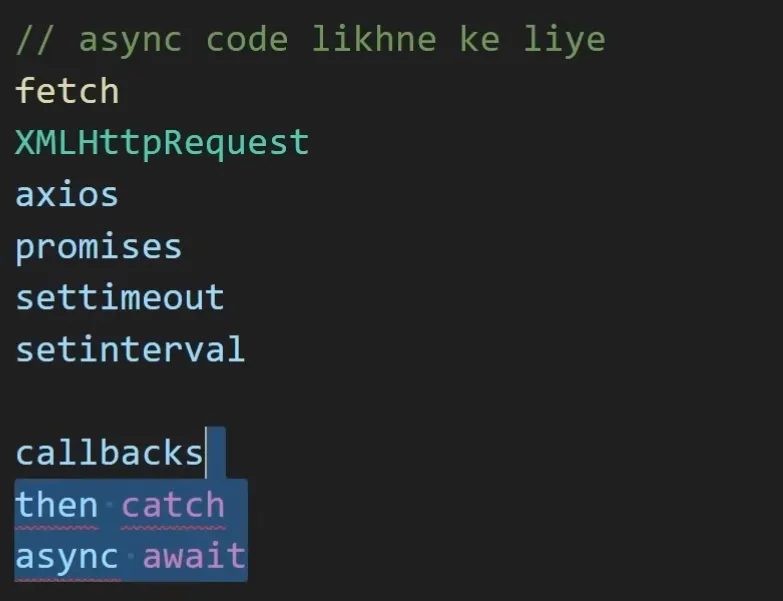 // async code likhne ke liye
fetch
XMLHttpRequest
axios
promises
settimeout
setinterval
callbacks
then catch
async await